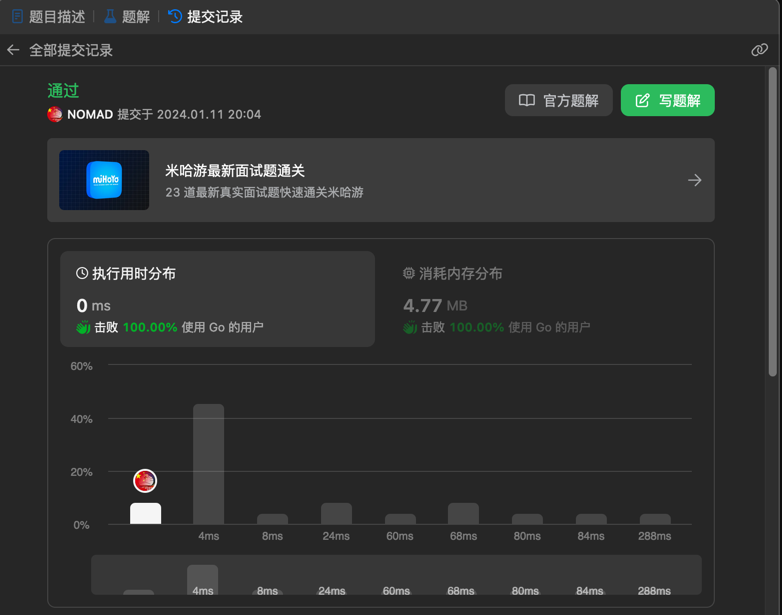 题目描述 题解 提交记录
全部提交记录
通过
NOMAD 提交于 2024.01.11 20:04
官方题解
写题解
miHoYo
米哈游最新面试题通关
23 道最新真实面试题快速通关米哈游
执行用时分布
0 ms
击败 100.00% 使用 Go 的用户
消耗内存分布
4.77 MB
击败 100.00% 使用 Go 的用户
60%
40%
20%
0%
4ms 8ms 24ms 60ms 68ms 80ms 84ms 288ms
4ms 8ms 24ms 60ms 68ms 80ms 84ms 288ms